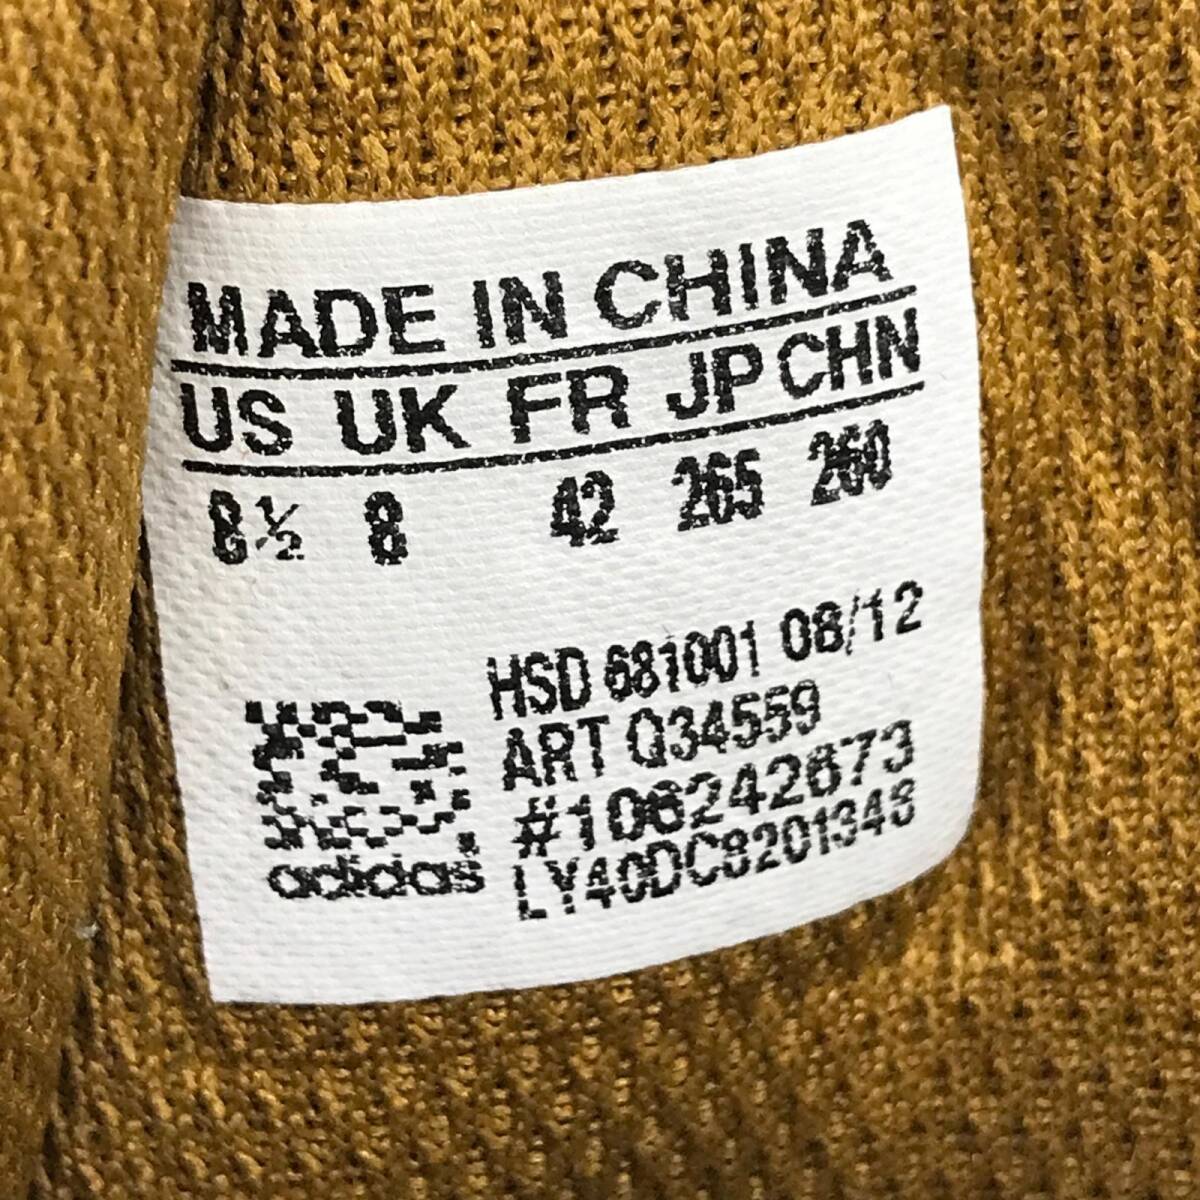 MADE IN CHINA
US UK FR JP CHN
8½ 8 42 265 260
HSD 681001 08/12
ART Q34559
#106242673
LY40DC8201348
adidas